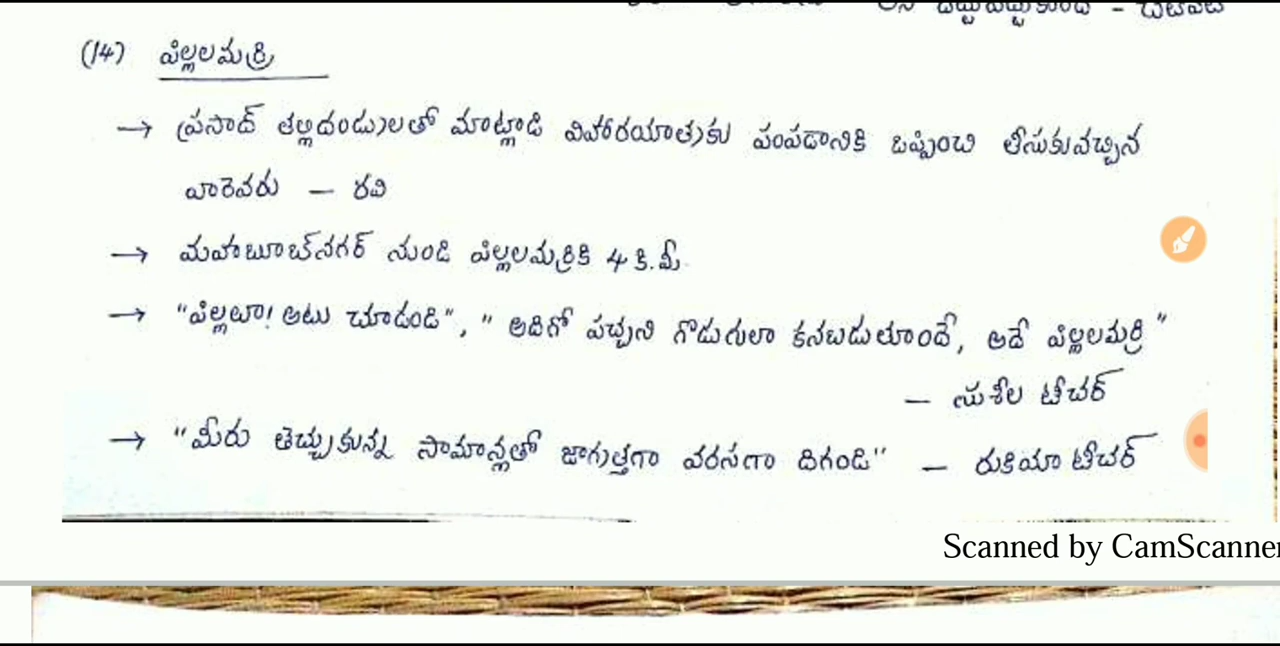 (14) పిల్లలమర్రి
→ ప్రసాద్ తల్లిదండ్రులతో మాట్లాడి విహారయాత్రకు పంపడానికి ఒప్పించి తీసుకువచ్చిన
వారెవరు – రవి
→ మహాబూబ్‌నగర్ నుండి పిల్లలమర్రికి 4 కి.మీ.
→ "పిల్లలూ! అటు చూడండి", "అదిగో పచ్చని గొడుగులా కనబడుతూందే, అదే పిల్లలమర్రి"
– సుశీల టీచర్
→ "మీరు తెచ్చుకున్న సామాన్లతో జాగ్రత్తగా వరసగా దిగండి" – రుకియా టీచర్
Scanned by CamScanner